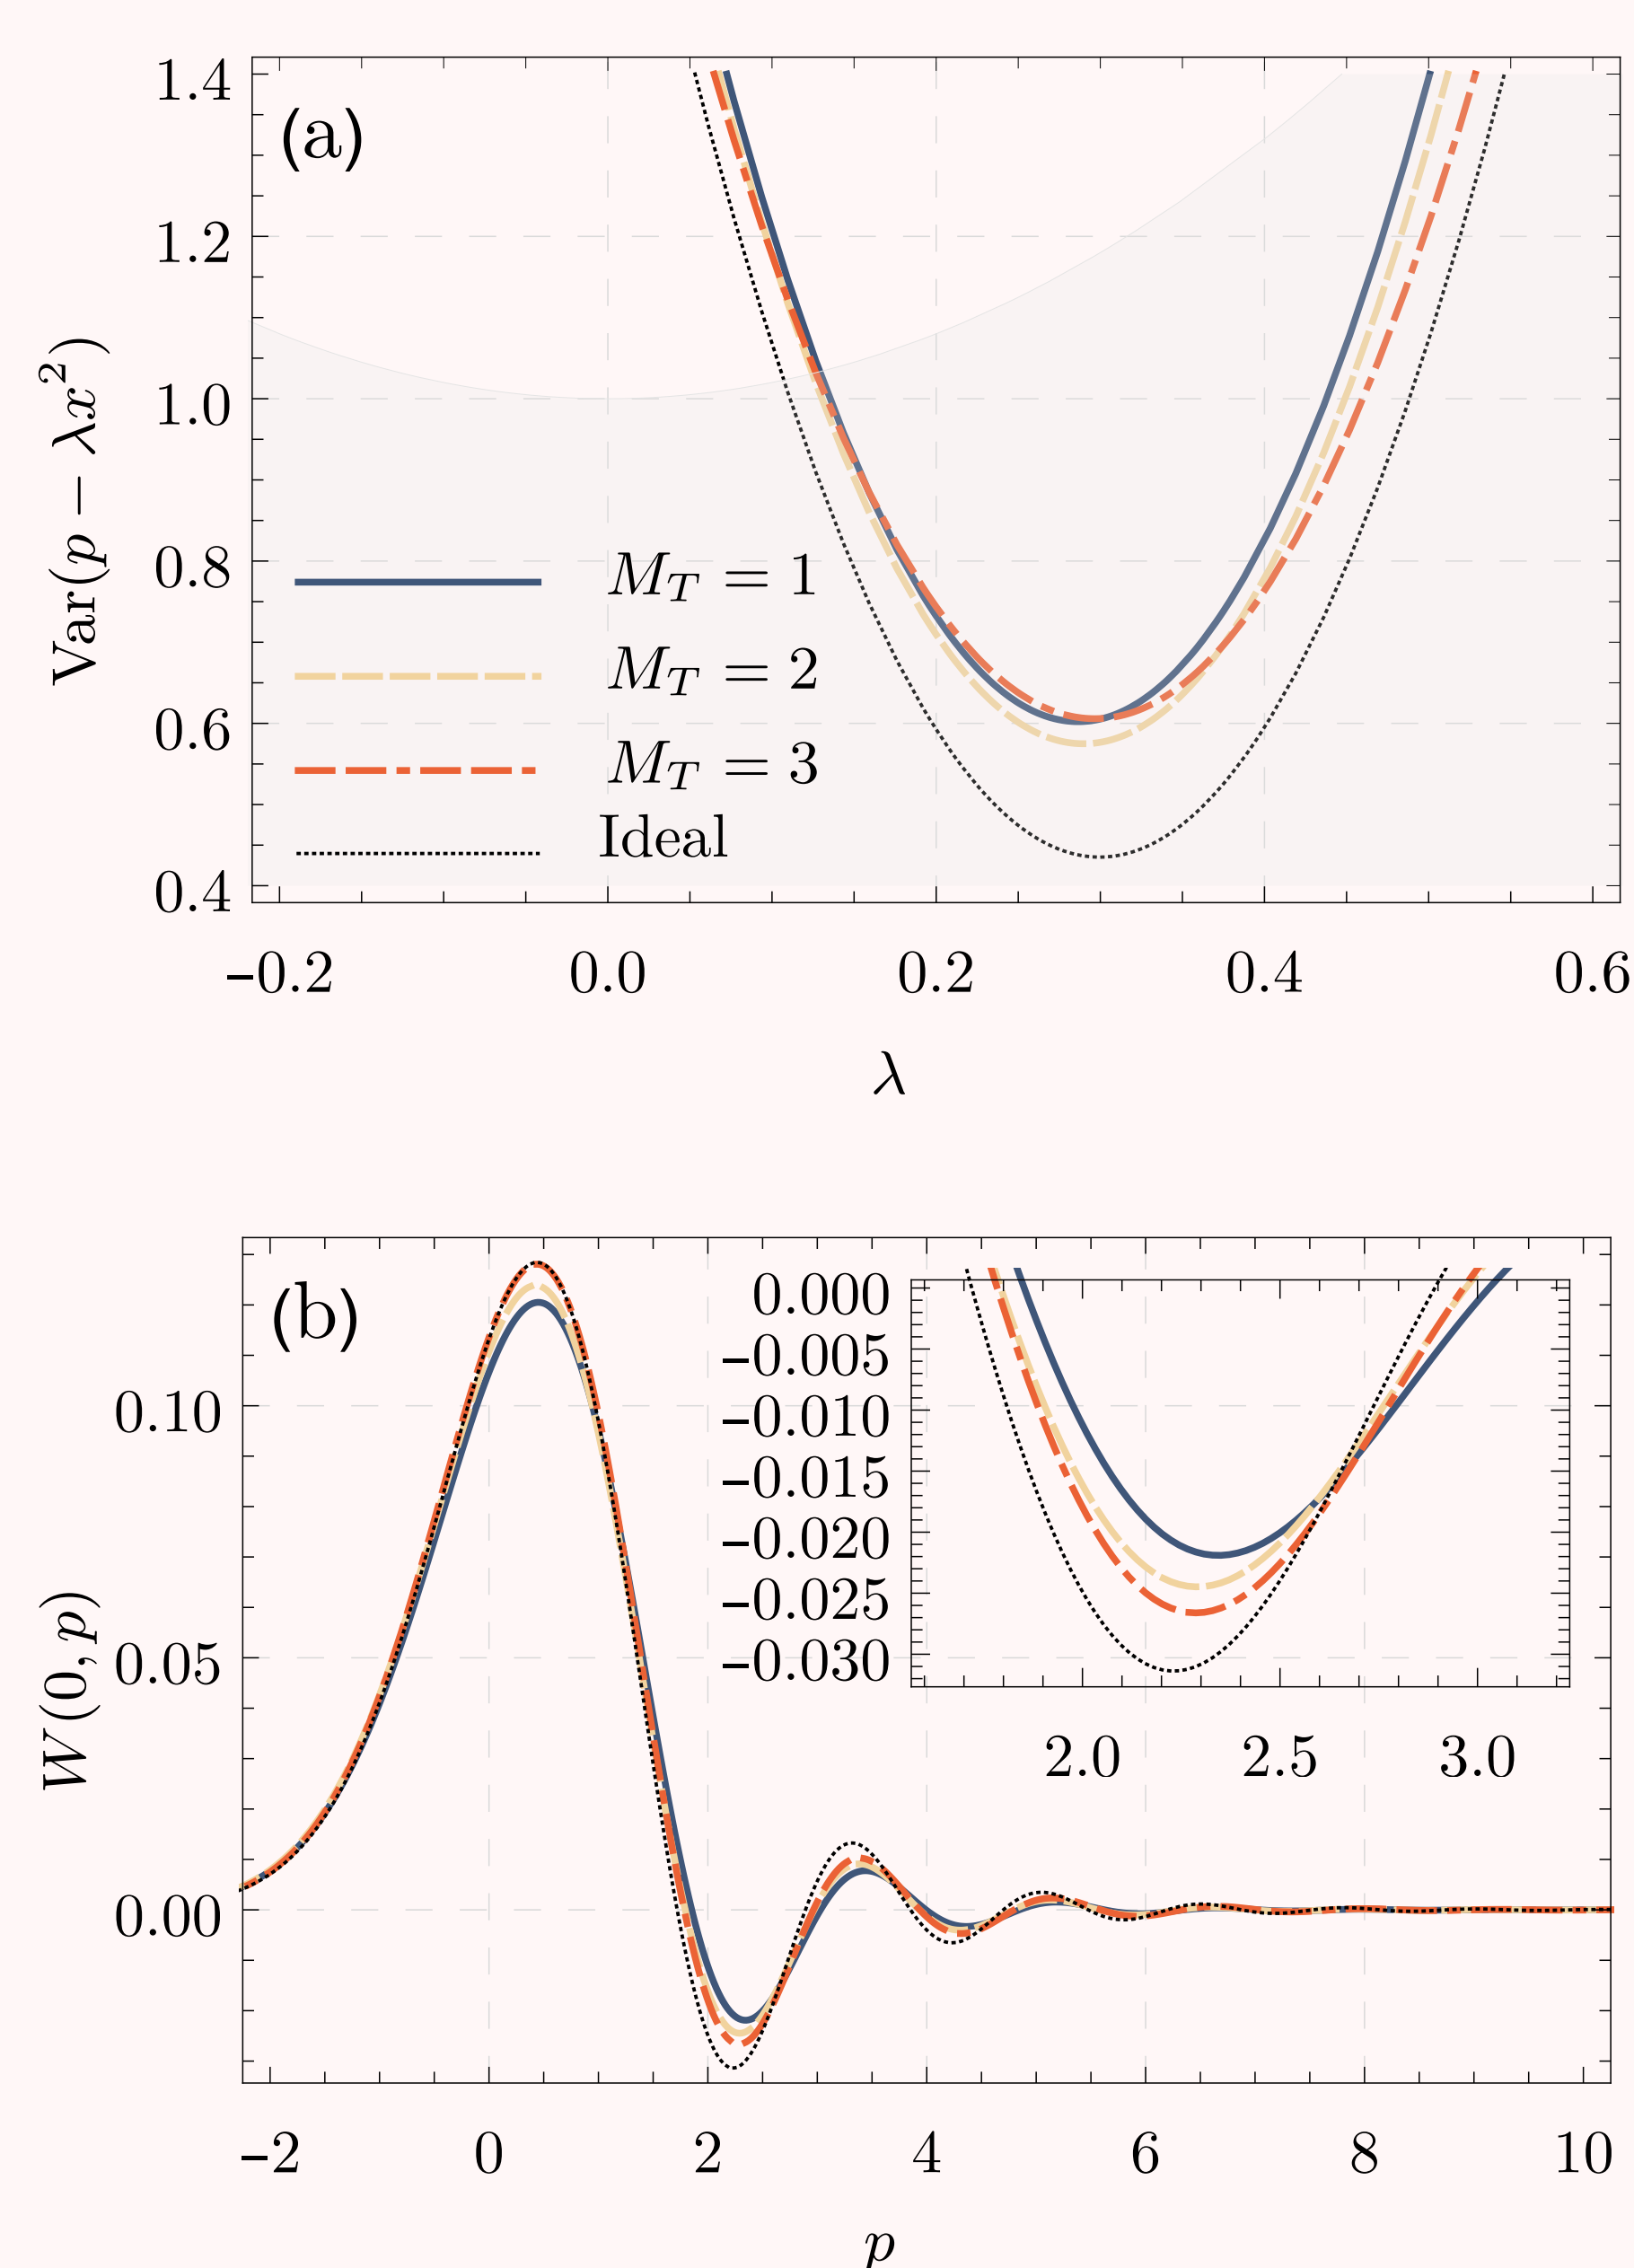 1.4
(a)
1.2
1.0
0.8
0.6
0.4
Var(p − λx²)
M_T = 1
M_T = 2
M_T = 3
Ideal
−0.2 0.0 0.2 0.4 0.6
λ
(b)
0.10
0.05
0.00
W(0, p)
0.000
−0.005
−0.010
−0.015
−0.020
−0.025
−0.030
2.0 2.5 3.0
−2 0 2 4 6 8 10
p